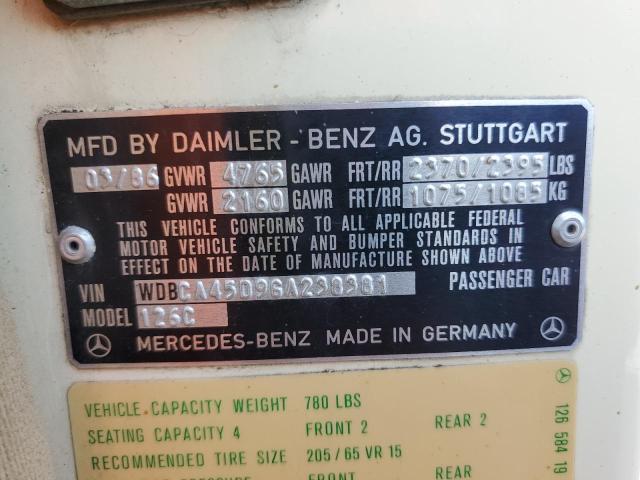 MFD BY DAIMLER - BENZ AG. STUTTGART
03/86 GVWR 4765 GAWR FRT/RR 2370/2395 LBS
GVWR 2160 GAWR FRT/RR 1075/1085 KG
THIS VEHICLE CONFORMS TO ALL APPLICABLE FEDERAL
MOTOR VEHICLE SAFETY AND BUMPER STANDARDS IN
EFFECT ON THE DATE OF MANUFACTURE SHOWN ABOVE
VIN WDBCA45D9GA238381 PASSENGER CAR
MODEL 126C
MERCEDES-BENZ MADE IN GERMANY
VEHICLE CAPACITY WEIGHT 780 LBS
SEATING CAPACITY 4 FRONT 2 REAR 2
RECOMMENDED TIRE SIZE 205/65 VR 15
FRONT REAR
126 584 19